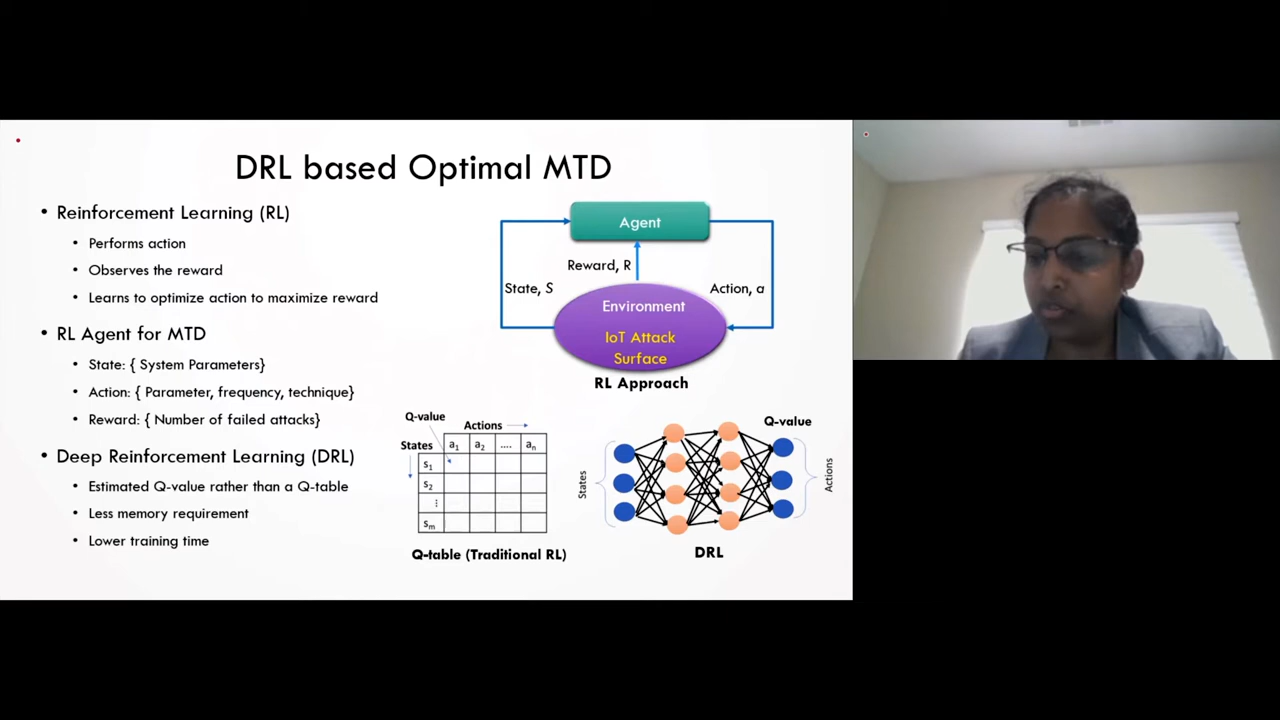 DRL based Optimal MTD
• Reinforcement Learning (RL)
• Performs action
• Observes the reward
• Learns to optimize action to maximize reward
• RL Agent for MTD
• State: { System Parameters}
• Action: { Parameter, frequency, technique}
• Reward: { Number of failed attacks}
• Deep Reinforcement Learning (DRL)
• Estimated Q-value rather than a Q-table
• Less memory requirement
• Lower training time
Agent
Reward, R
State, S
Action, a
Environment
IoT Attack
Surface
RL Approach
Q-value
Actions
States
a1 a2 .... an
s1
s2
⋮
sm
Q-table (Traditional RL)
Q-value
States
Actions
DRL